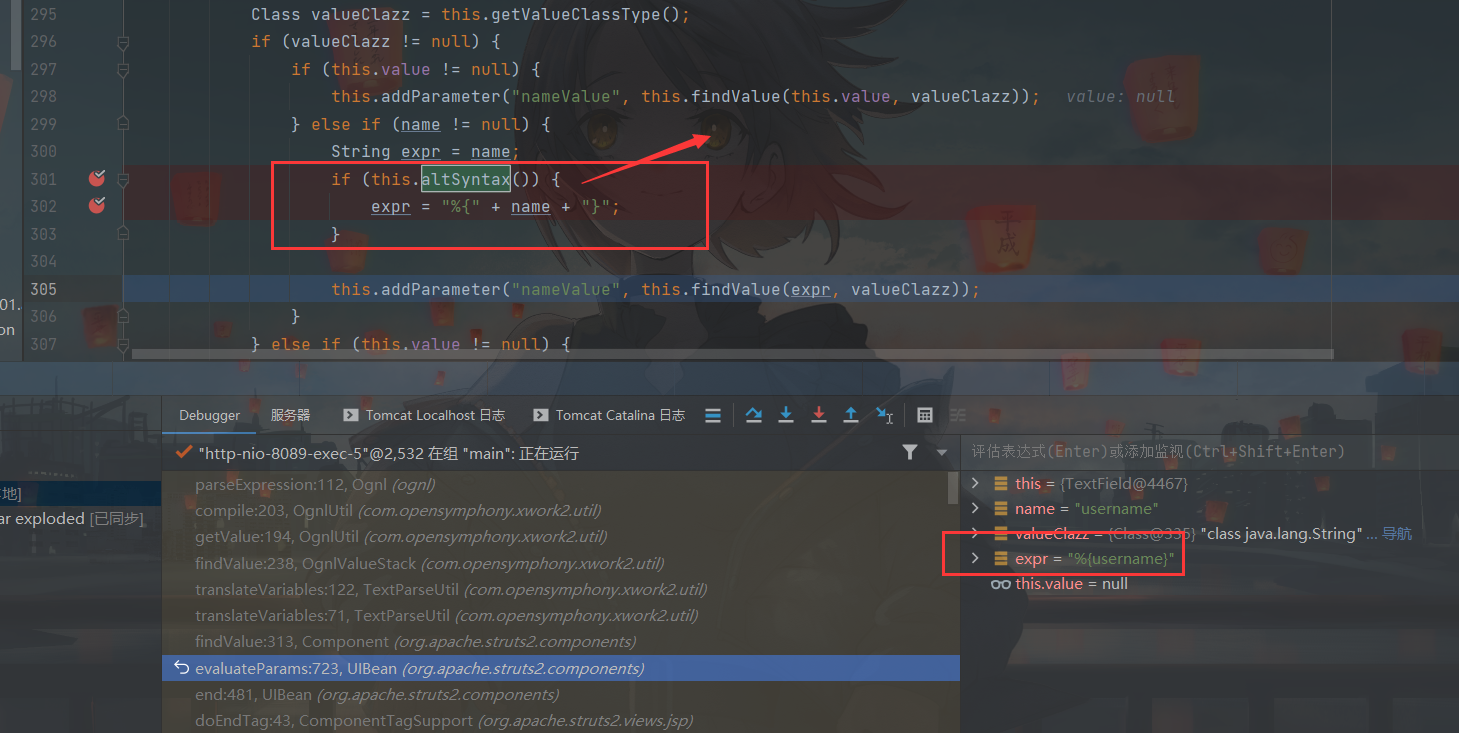 295 Class valueClazz = this.getValueClassType();
296 if (valueClazz != null) {
297 if (this.value != null) {
298 this.addParameter("nameValue", this.findValue(this.value, valueClazz)); value: null
299 } else if (name != null) {
300 String expr = name;
301 if (this.altSyntax()) {
302 expr = "%{" + name + "}";
303 }
304
305 this.addParameter("nameValue", this.findValue(expr, valueClazz));
306 }
307 } else if (this.value != null) {
01.
on
Debugger 服务器 Tomcat Localhost 日志 Tomcat Catalina 日志
"http-nio-8089-exec-5"@2,532 在组 "main": 正在运行
地]
ar exploded [已同步]
parseExpression:112, Ognl (ognl)
compile:203, OgnlUtil (com.opensymphony.xwork2.util)
getValue:194, OgnlUtil (com.opensymphony.xwork2.util)
findValue:238, OgnlValueStack (com.opensymphony.xwork2.util)
translateVariables:122, TextParseUtil (com.opensymphony.xwork2.util)
translateVariables:71, TextParseUtil (com.opensymphony.xwork2.util)
findValue:313, Component (org.apache.struts2.components)
evaluateParams:723, UIBean (org.apache.struts2.components)
end:481, UIBean (org.apache.struts2.components)
doEndTag:43, ComponentTagSupport (org.apache.struts2.views.jsp)
评估表达式(Enter)或添加监视(Ctrl+Shift+Enter)
this = {TextField@4467}
name = "username"
valueClazz = {Class@335} "class java.lang.String" ... 导航
expr = "%{username}"
this.value = null
平成